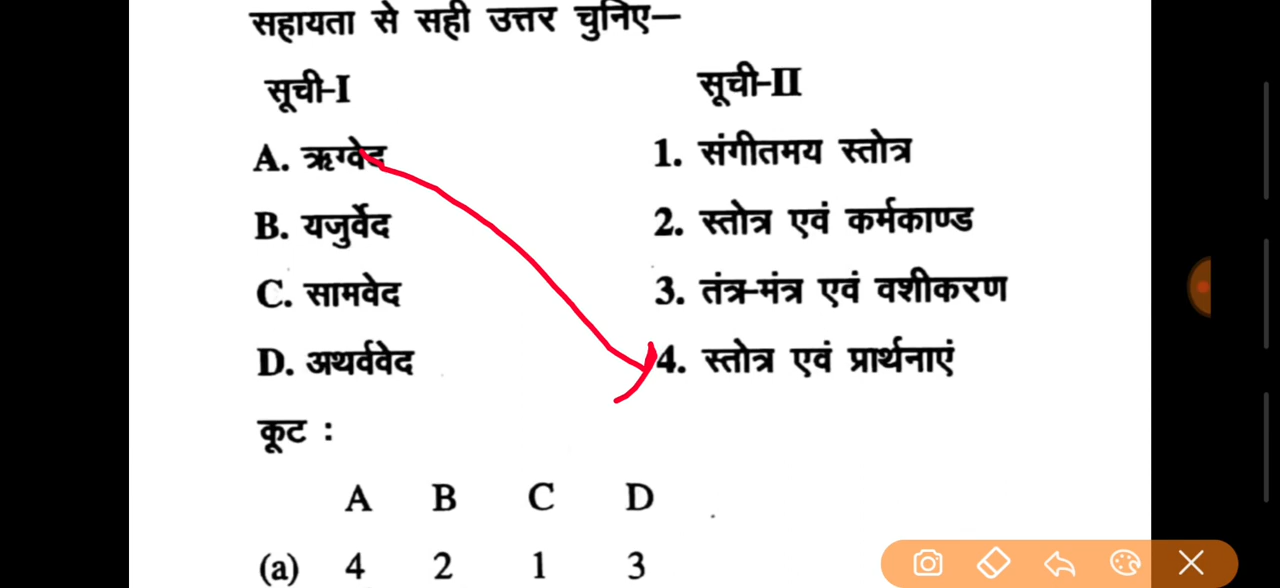 सहायता से सही उत्तर चुनिए—
सूची-I सूची-II
A. ऋग्वेद 1. संगीतमय स्तोत्र
B. यजुर्वेद 2. स्तोत्र एवं कर्मकाण्ड
C. सामवेद 3. तंत्र-मंत्र एवं वशीकरण
D. अथर्ववेद 4. स्तोत्र एवं प्रार्थनाएं
कूट :
A B C D
(a) 4 2 1 3